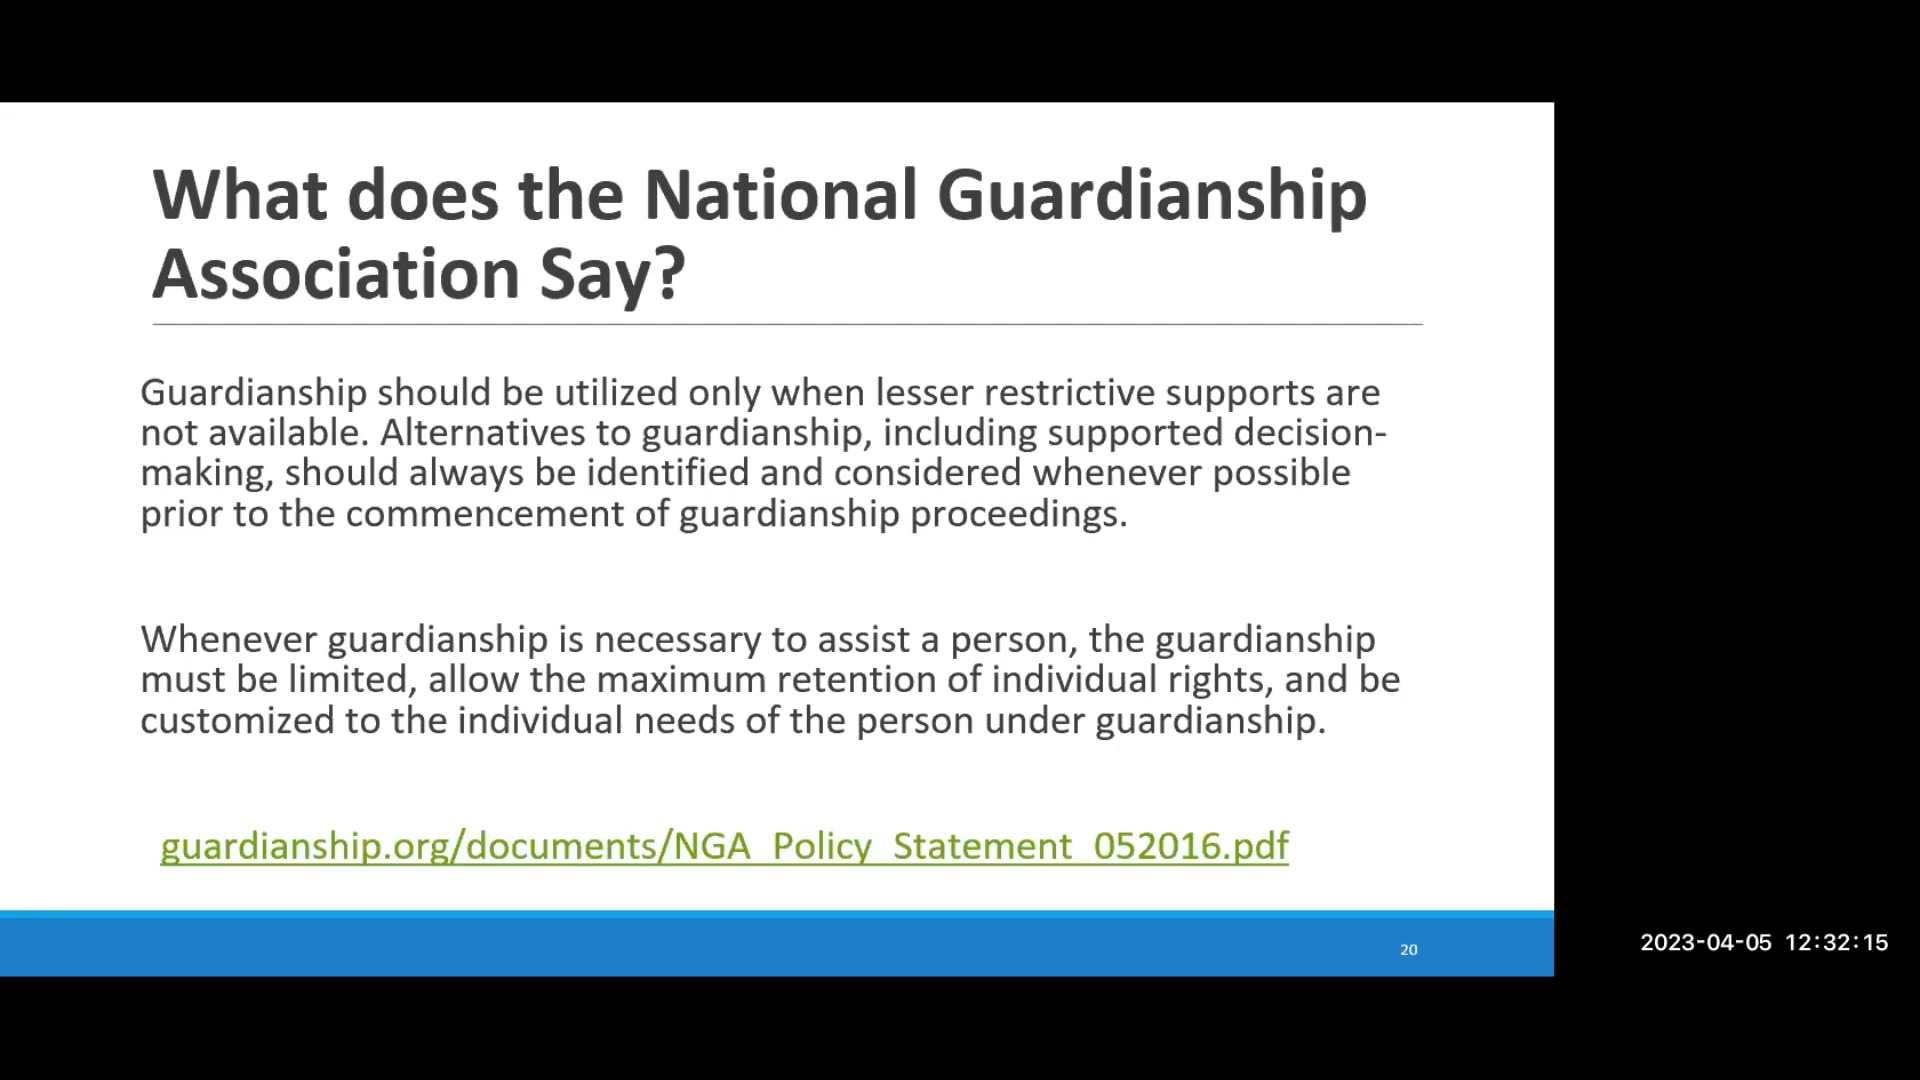 What does the National Guardianship
Association Say?
Guardianship should be utilized only when lesser restrictive supports are
not available. Alternatives to guardianship, including supported decision-
making, should always be identified and considered whenever possible
prior to the commencement of guardianship proceedings.
Whenever guardianship is necessary to assist a person, the guardianship
must be limited, allow the maximum retention of individual rights, and be
customized to the individual needs of the person under guardianship.
guardianship.org/documents/NGA_Policy_Statement_052016.pdf
20
2023-04-05 12:32:15